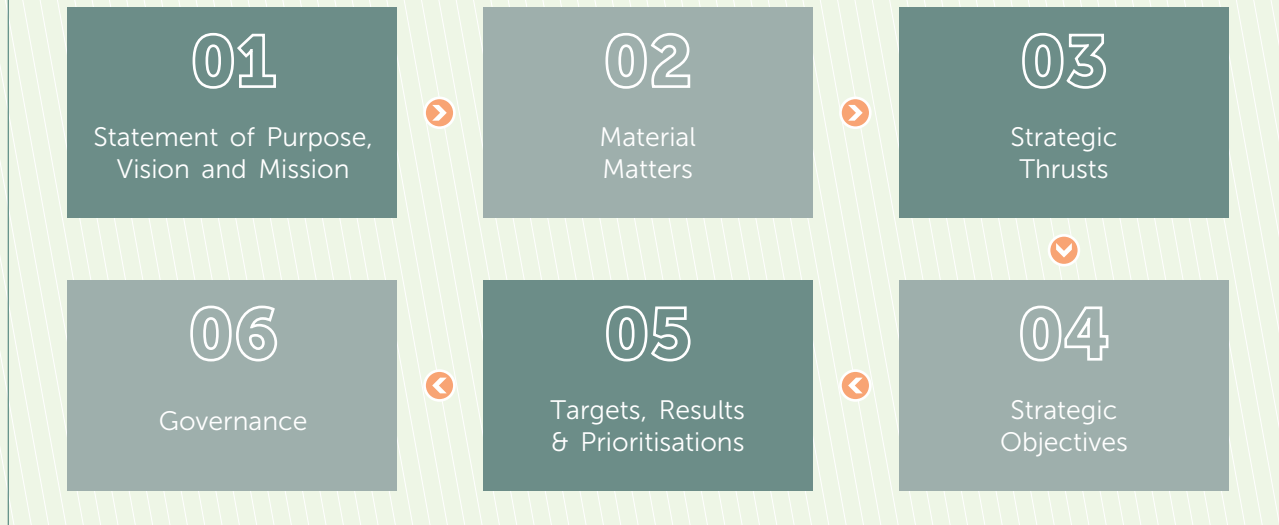 01
Statement of Purpose,
Vision and Mission
02
Material
Matters
03
Strategic
Thrusts
04
Strategic
Objectives
05
Targets, Results
& Prioritisations
06
Governance